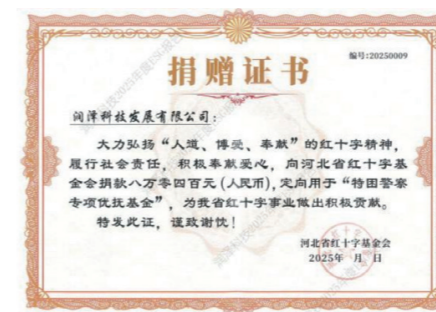 编号:20250009
捐赠证书
润泽科技发展有限公司:
大力弘扬“人道、博爱、奉献”的红十字精神,
履行社会责任,积极奉献爱心,向河北省红十字基
金会捐款八万零四百元(人民币),定向用于“特困警察
专项优抚基金”,为我省红十字事业做出积极贡献。
特发此证,谨致谢忱!
河北省红十字基金会
2025年 月 日